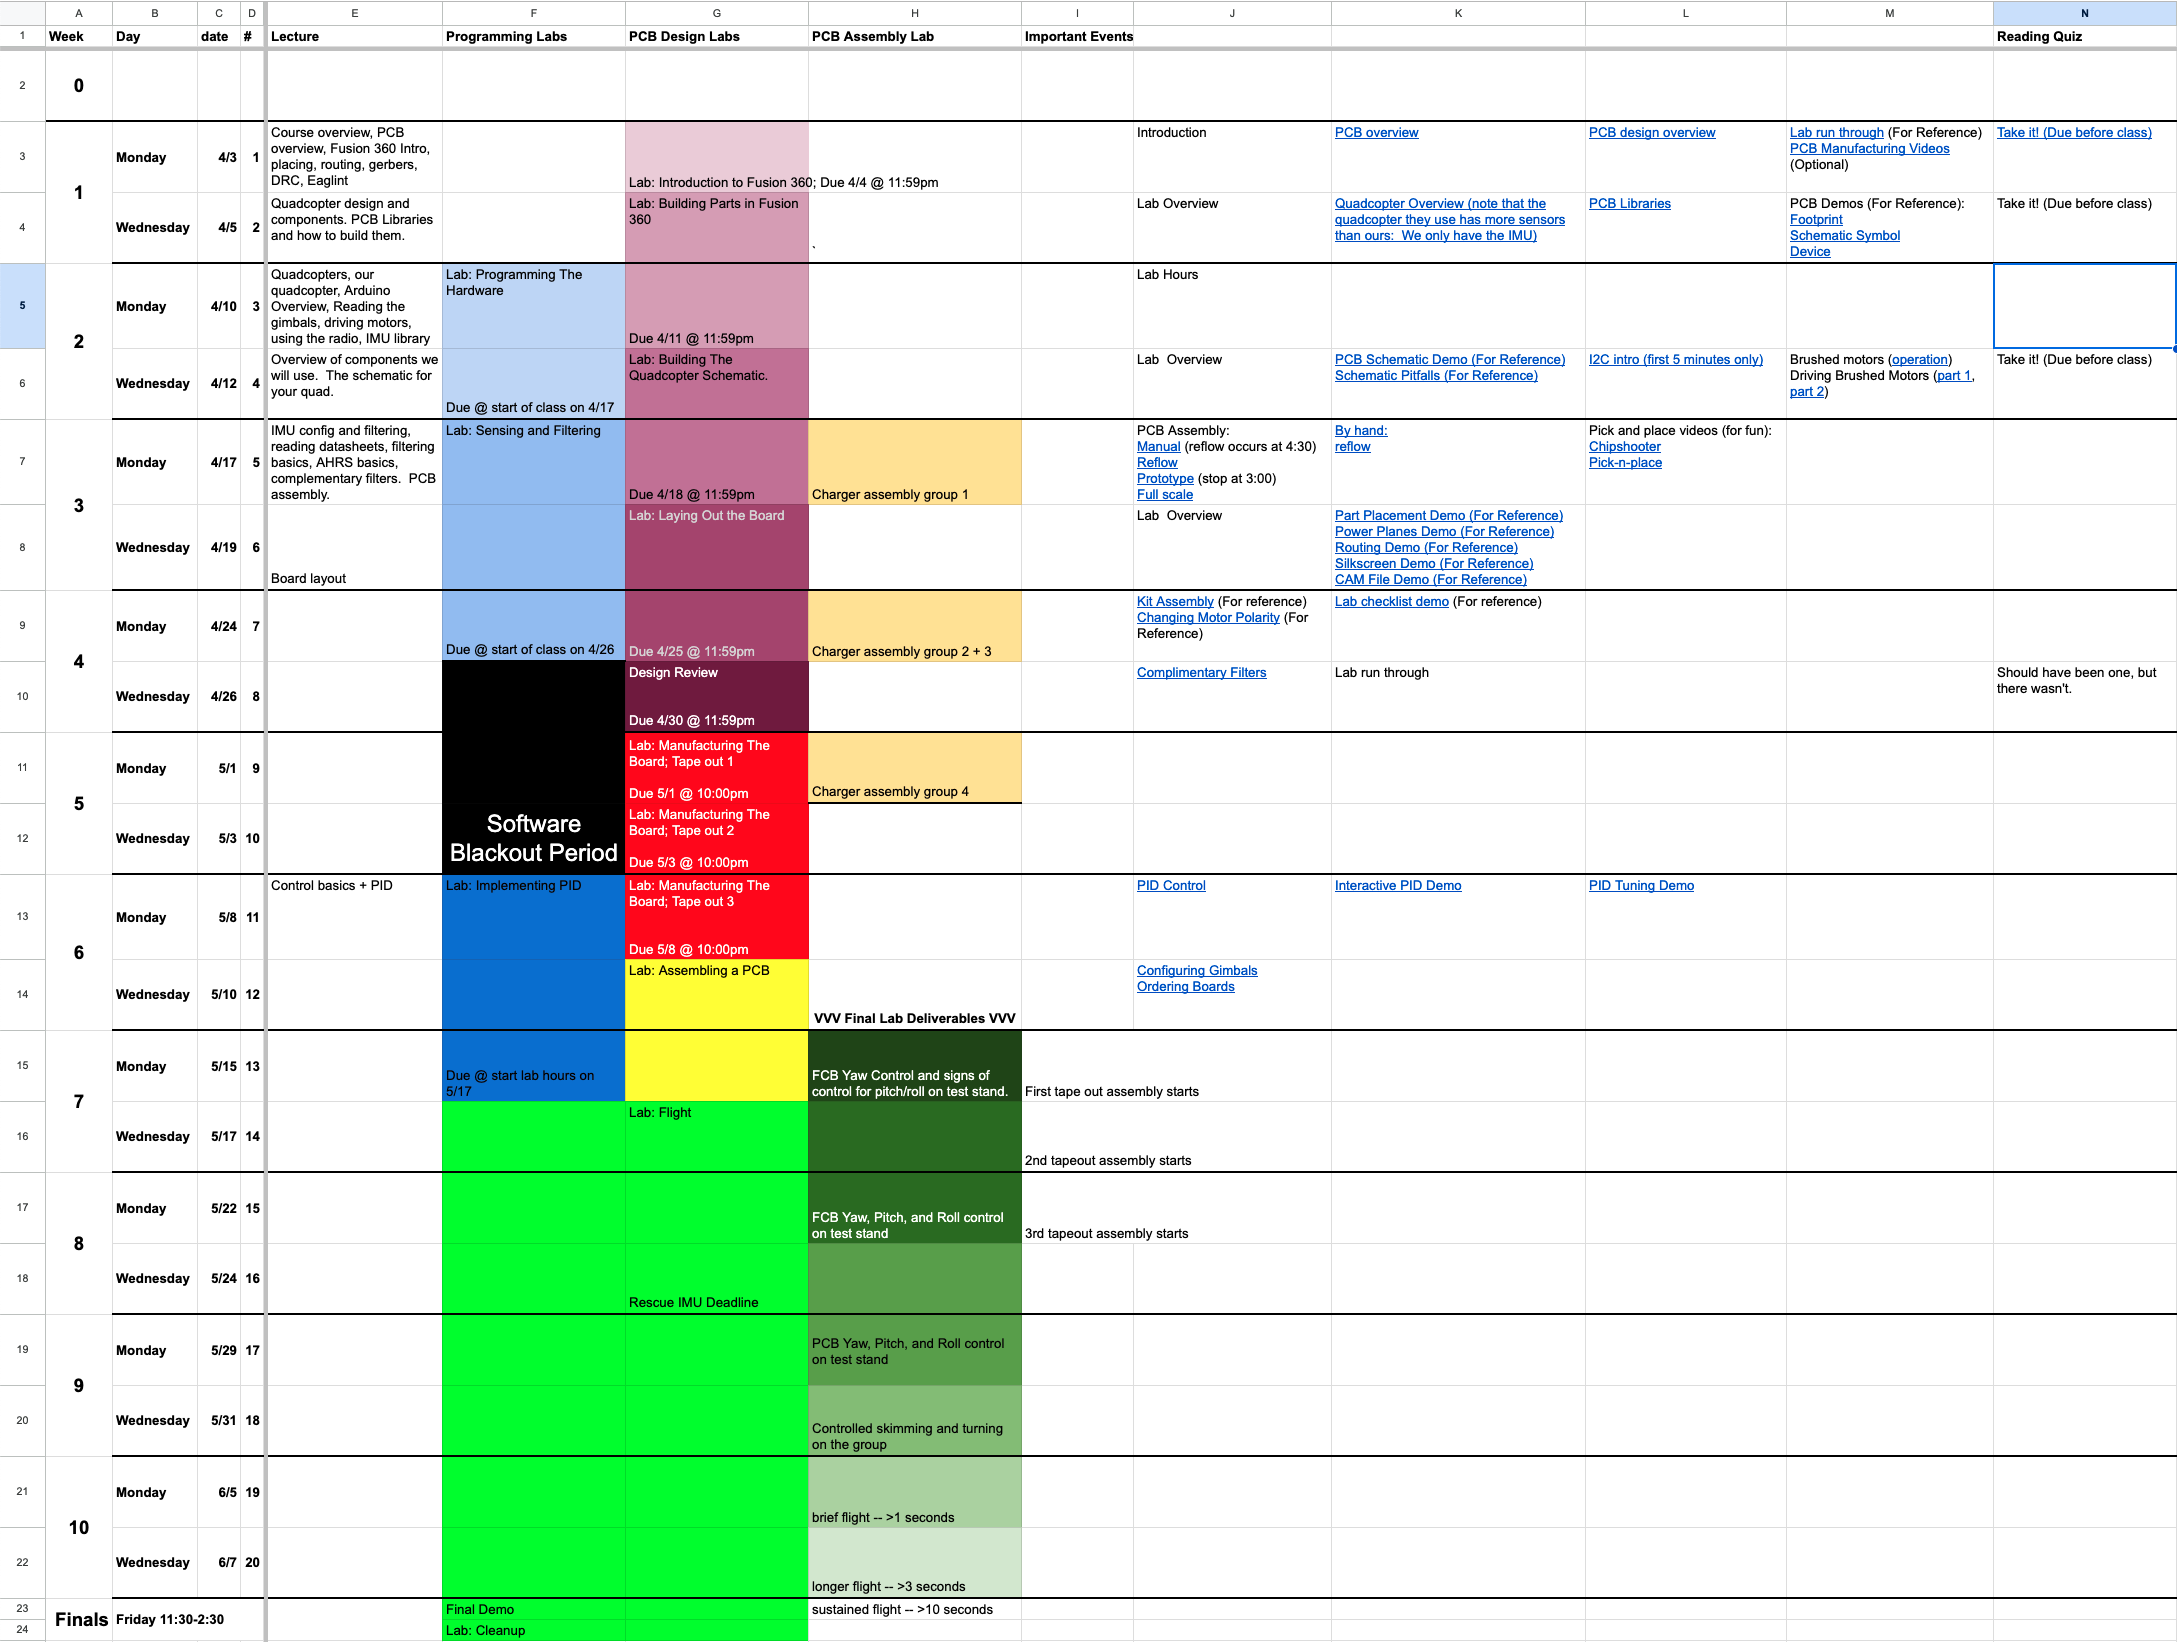 A B C D E F G H I J K L M N
1 Week Day date # Lecture Programming Labs PCB Design Labs PCB Assembly Lab Important Events Reading Quiz
2 0
3
1
Monday 4/3 1
Course overview, PCB
overview, Fusion 360 Intro,
placing, routing, gerbers,
DRC, Eaglint
Lab: Introduction to Fusion 360; Due 4/4 @ 11:59pm
Introduction
PCB overview
PCB design overview
Lab run through (For Reference)
PCB Manufacturing Videos
(Optional)
Take it! (Due before class)
4
Wednesday 4/5 2
Quadcopter design and
components. PCB Libraries
and how to build them.
Lab: Building Parts in Fusion
360
`
Lab Overview
Quadcopter Overview (note that the
quadcopter they use has more sensors
than ours: We only have the IMU)
PCB Libraries
PCB Demos (For Reference):
Footprint
Schematic Symbol
Device
Take it! (Due before class)
5
2
Monday 4/10 3
Quadcopters, our
quadcopter, Arduino
Overview, Reading the
gimbals, driving motors,
using the radio, IMU library
Lab: Programming The
Hardware
Due 4/11 @ 11:59pm
Lab Hours
6
Wednesday 4/12 4
Overview of components we
will use. The schematic for
your quad.
Due @ start of class on 4/17
Lab: Building The
Quadcopter Schematic.
Lab Overview
PCB Schematic Demo (For Reference)
Schematic Pitfalls (For Reference)
I2C intro (first 5 minutes only)
Brushed motors (operation)
Driving Brushed Motors (part 1,
part 2)
Take it! (Due before class)
7
3
Monday 4/17 5
IMU config and filtering,
reading datasheets, filtering
basics, AHRS basics,
complementary filters. PCB
assembly.
Lab: Sensing and Filtering
Due 4/18 @ 11:59pm
Charger assembly group 1
PCB Assembly:
Manual (reflow occurs at 4:30)
Reflow
Prototype (stop at 3:00)
Full scale
By hand:
reflow
Pick and place videos (for fun):
Chipshooter
Pick-n-place
8
Wednesday 4/19 6
Board layout
Lab: Laying Out the Board
Lab Overview
Part Placement Demo (For Reference)
Power Planes Demo (For Reference)
Routing Demo (For Reference)
Silkscreen Demo (For Reference)
CAM File Demo (For Reference)
9
4
Monday 4/24 7
Due @ start of class on 4/26
Due 4/25 @ 11:59pm
Charger assembly group 2 + 3
Kit Assembly (For reference)
Changing Motor Polarity (For
Reference)
Lab checklist demo (For reference)
10
Wednesday 4/26 8
Design Review
Due 4/30 @ 11:59pm
Complimentary Filters
Lab run through
Should have been one, but
there wasn't.
11
5
Monday 5/1 9
Lab: Manufacturing The
Board; Tape out 1
Due 5/1 @ 10:00pm
Charger assembly group 4
12
Wednesday 5/3 10
Software
Blackout Period
Lab: Manufacturing The
Board; Tape out 2
Due 5/3 @ 10:00pm
13
6
Monday 5/8 11
Control basics + PID
Lab: Implementing PID
Lab: Manufacturing The
Board; Tape out 3
Due 5/8 @ 10:00pm
PID Control
Interactive PID Demo
PID Tuning Demo
14
Wednesday 5/10 12
Lab: Assembling a PCB
VVV Final Lab Deliverables VVV
Configuring Gimbals
Ordering Boards
15
7
Monday 5/15 13
Due @ start lab hours on
5/17
FCB Yaw Control and signs of
control for pitch/roll on test stand.
First tape out assembly starts
16
Wednesday 5/17 14
Lab: Flight
2nd tapeout assembly starts
17
8
Monday 5/22 15
FCB Yaw, Pitch, and Roll control
on test stand
3rd tapeout assembly starts
18
Wednesday 5/24 16
Rescue IMU Deadline
19
9
Monday 5/29 17
PCB Yaw, Pitch, and Roll control
on test stand
20
Wednesday 5/31 18
Controlled skimming and turning
on the group
21
10
Monday 6/5 19
brief flight -- >1 seconds
22
Wednesday 6/7 20
longer flight -- >3 seconds
23
Finals Friday 11:30-2:30
Final Demo
sustained flight -- >10 seconds
24
Lab: Cleanup